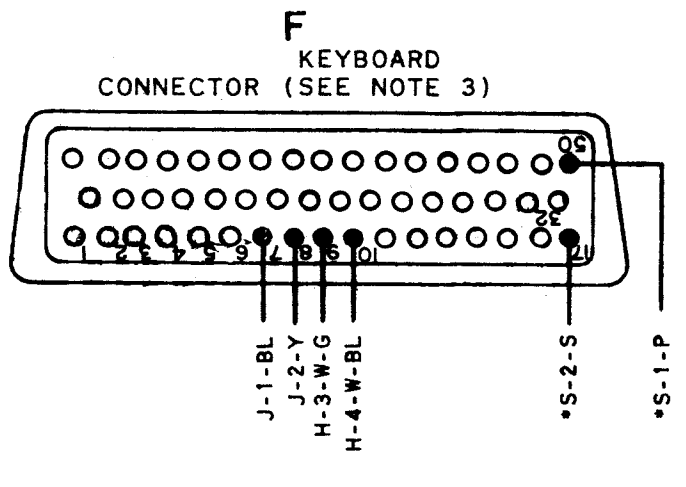 F
KEYBOARD
CONNECTOR (SEE NOTE 3)
50
32
1 2 3 4 5 6 7 8 9 10 17
J-1-BL
J-2-Y
H-3-W-G
H-4-W-BL
*S-2-S
*S-1-P